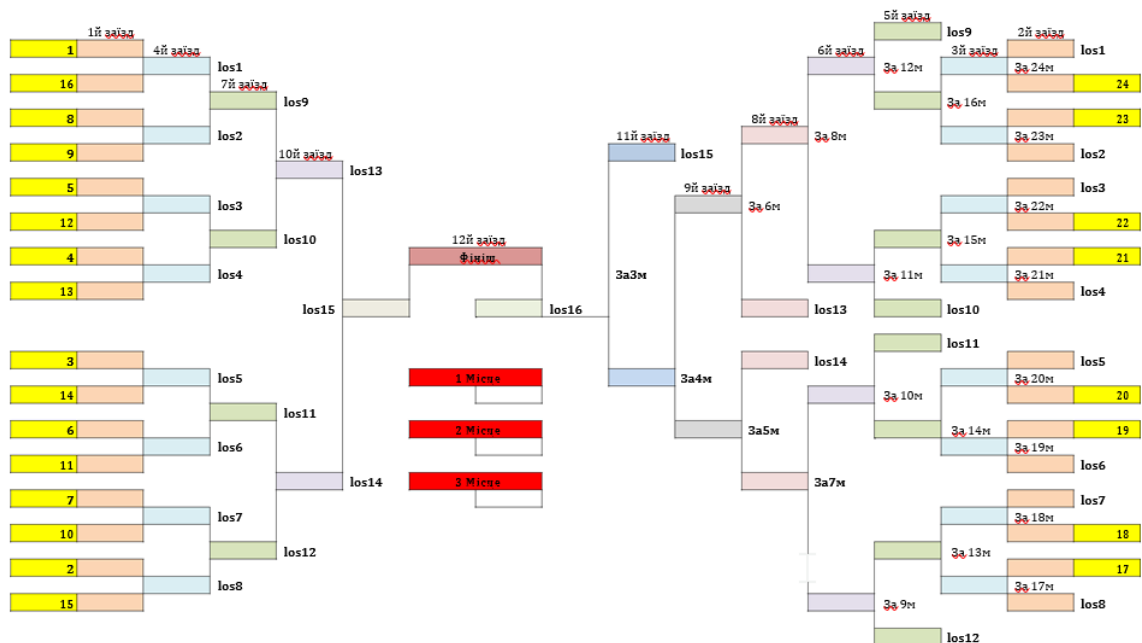 5й заїзд
1й заїзд
los9
2й заїзд
1
4й заїзд
6й заїзд
3й заїзд
los1
los1
За 12м
За 24м
16
7й заїзд
24
los9
За 16м
8
8й заїзд
23
los2
11й заїзд
За 8м
За 23м
9
10й заїзд
los15
los2
los13
5
9й заїзд
los3
los3
За 6м
За 22м
12
22
los10
12й заїзд
За 15м
4
Фініш
21
los4
За3м
За 11м
За 21м
13
los4
los15
los16
los13
los10
los11
3
los14
los5
los5
1 Місце
За4м
За 20м
14
За 10м
20
los11
6
2 Місце
За5м
За 14м
19
los6
За 19м
11
los6
los14
3 Місце
За7м
7
los7
los7
За 18м
10
18
los12
За 13м
2
17
los8
За 17м
15
За 9м
los8
los12